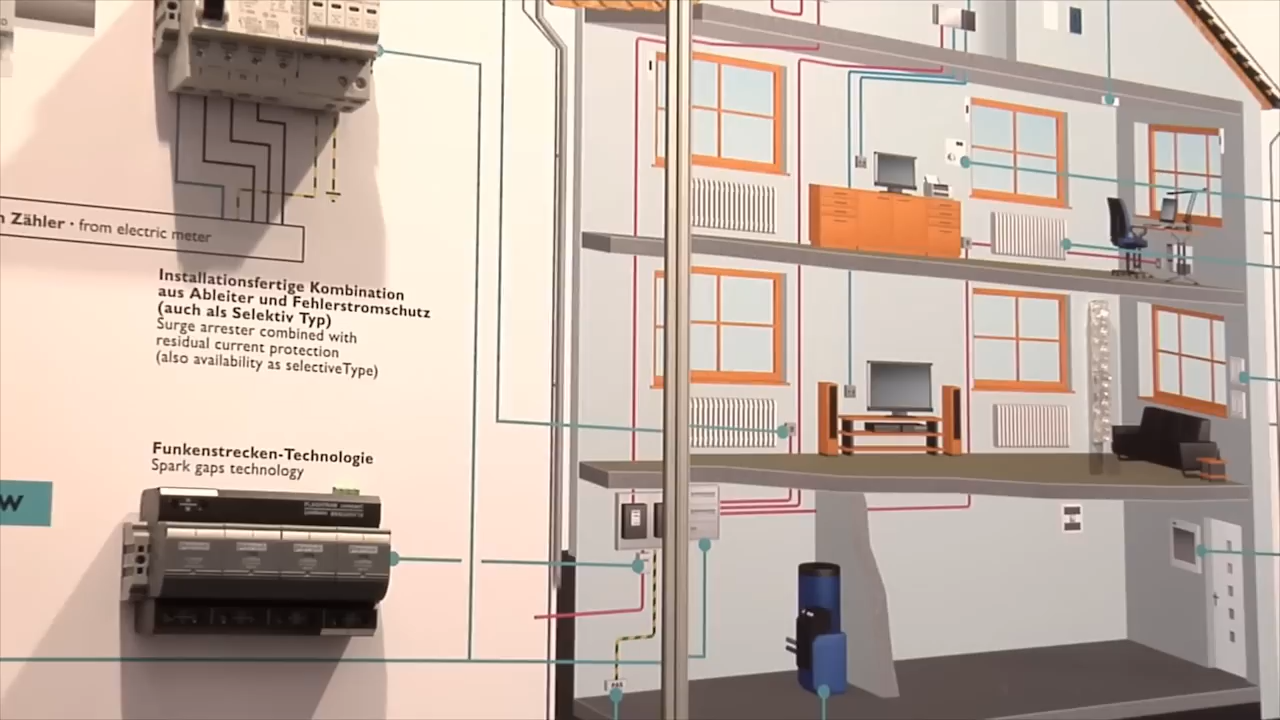 n Zähler · from electric meter
Installationsfertige Kombination
aus Ableiter und Fehlerstromschutz
(auch als Selektiv Typ)
Surge arrester combined with
residual current protection
(also availability as selectiveType)
Funkenstrecken-Technologie
Spark gaps technology
W
PAS